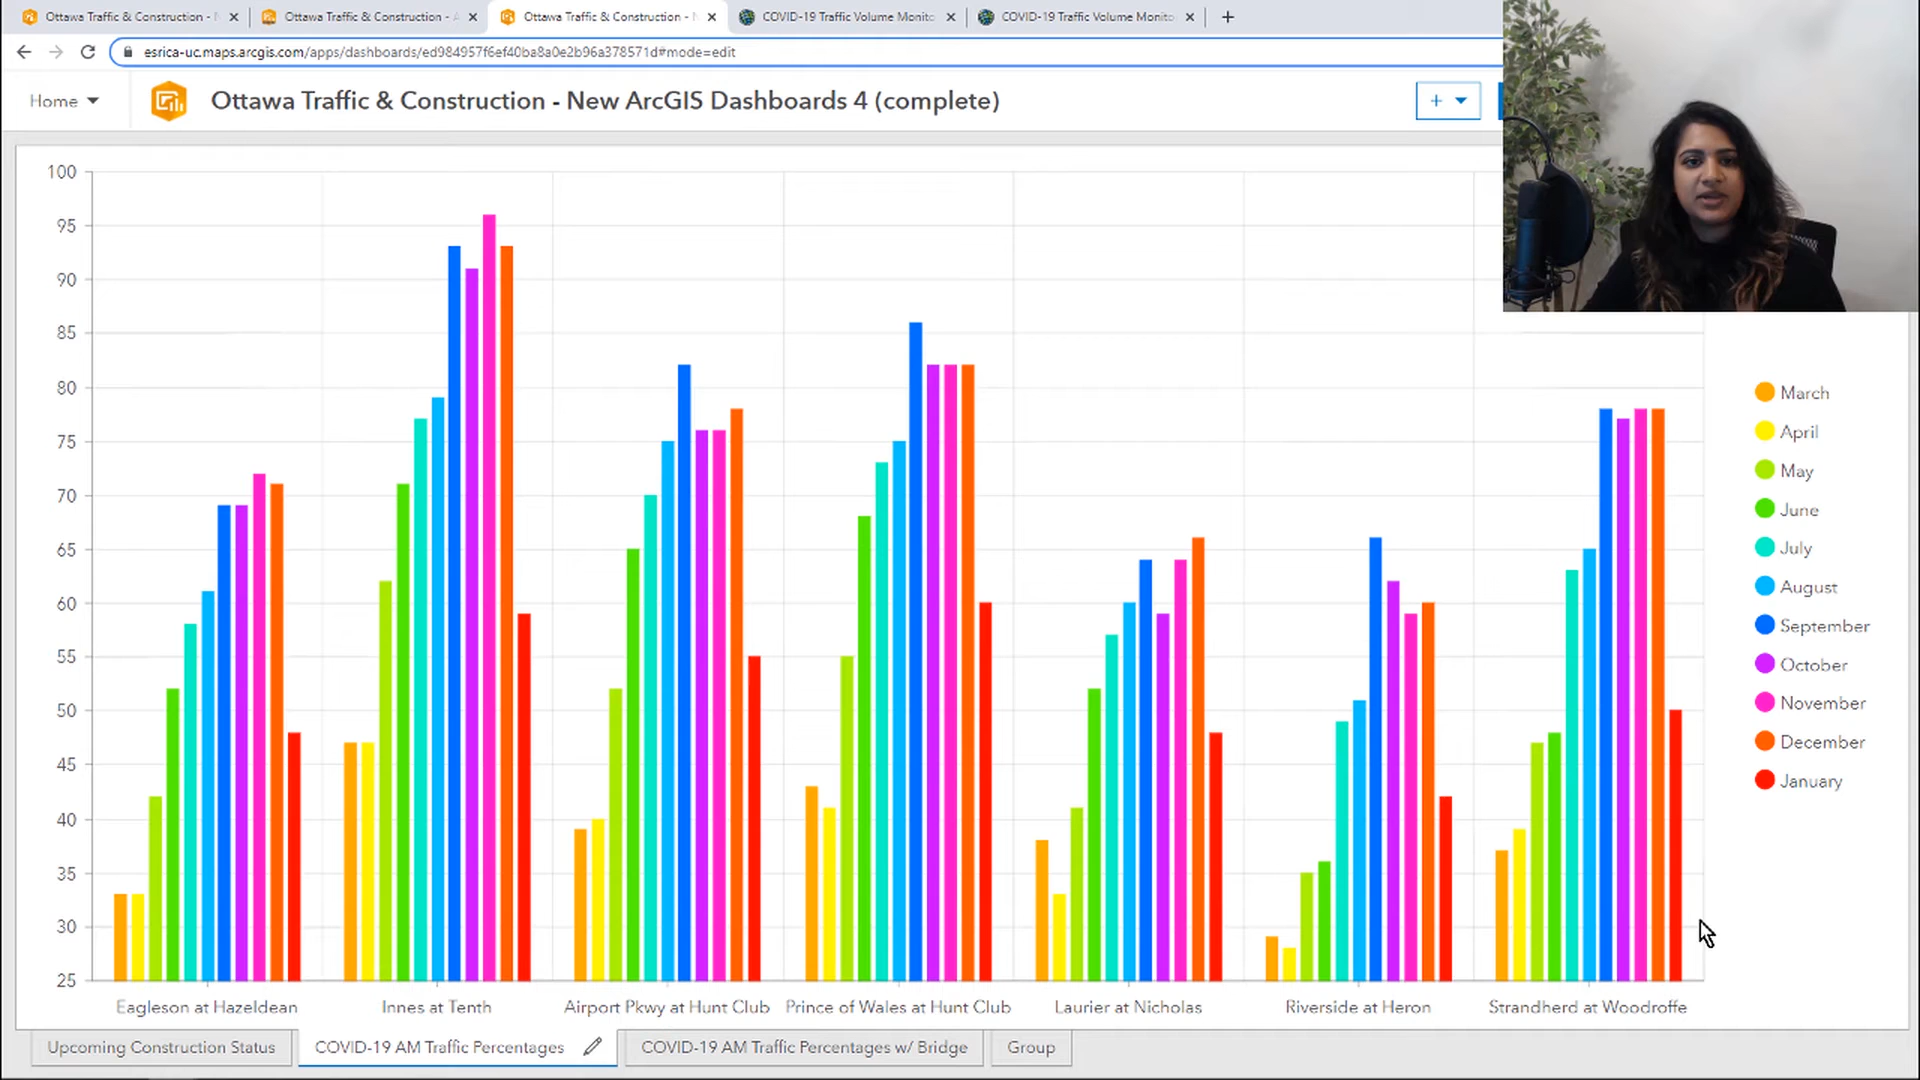 Ottawa Traffic & Construction -
Ottawa Traffic & Construction -
Ottawa Traffic & Construction -
COVID-19 Traffic Volume Monito
COVID-19 Traffic Volume Monito
esrica-uc.maps.arcgis.com/apps/dashboards/ed984957f6ef40ba8a0e2b96a378571d#mode=edit
Home
Ottawa Traffic & Construction - New ArcGIS Dashboards 4 (complete)
100
95
90
85
80
75
70
65
60
55
50
45
40
35
30
25
Eagleson at Hazeldean
Innes at Tenth
Airport Pkwy at Hunt Club
Prince of Wales at Hunt Club
Laurier at Nicholas
Riverside at Heron
Strandherd at Woodroffe
March
April
May
June
July
August
September
October
November
December
January
Upcoming Construction Status
COVID-19 AM Traffic Percentages
COVID-19 AM Traffic Percentages w/ Bridge
Group